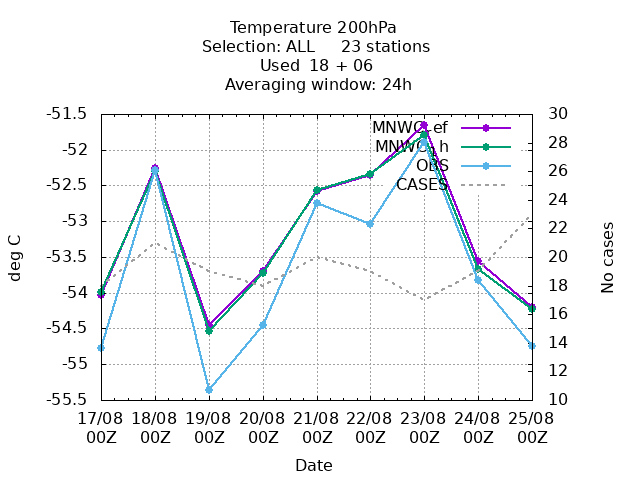 Temperature 200hPa
Selection: ALL 23 stations
Used 18 + 06
Averaging window: 24h
-51.5
-52
-52.5
-53
-53.5
-54
-54.5
-55
-55.5
deg C
30
28
26
24
22
20
18
16
14
12
10
No cases
OBS
CASES
17/08 18/08 19/08 20/08 21/08 22/08 23/08 24/08 25/08
00Z 00Z 00Z 00Z 00Z 00Z 00Z 00Z 00Z
Date